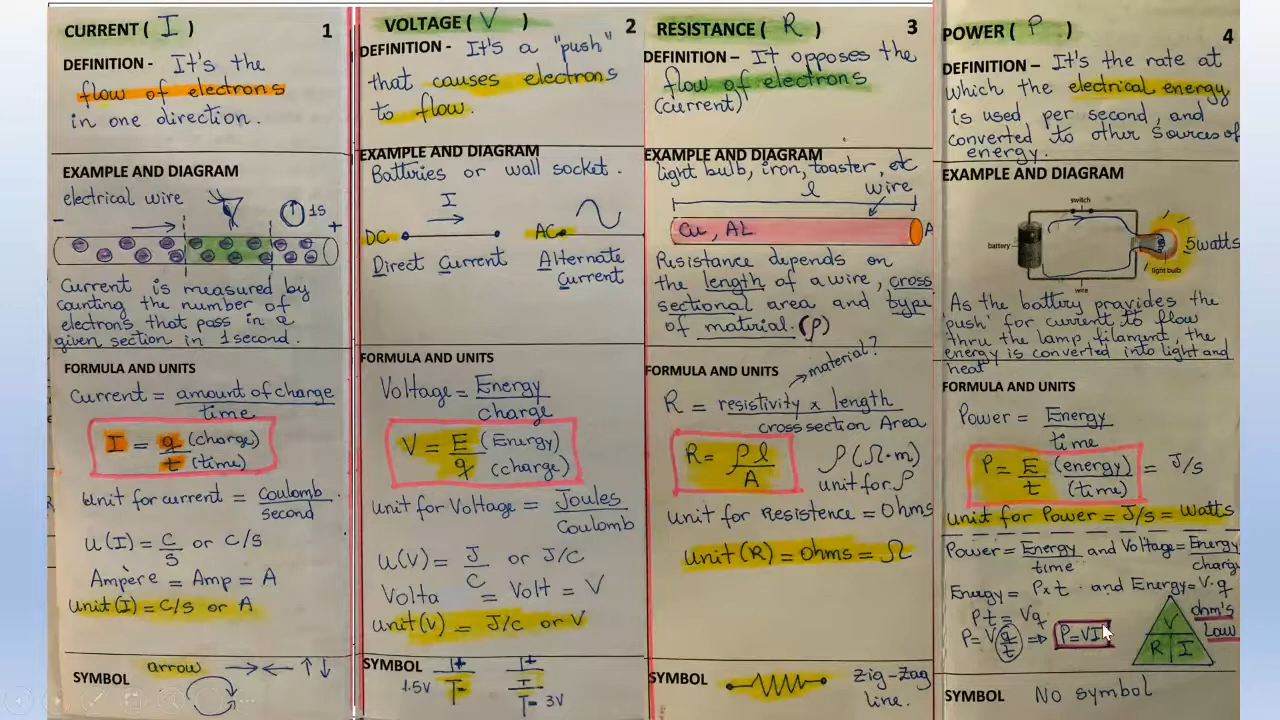 CURRENT ( I ) 1
DEFINITION - It's the
flow of electrons
in one direction.
EXAMPLE AND DIAGRAM
electrical wire
1s
- +
Current is measured by
counting the number of
electrons that pass in a
given section in 1second.
FORMULA AND UNITS
Current = amount of charge
time
I = q (charge)
t (time)
Unit for current = Coulomb
second
u(I) = C or C/s
s
Ampère = Amp = A
Unit(I) = C/s or A
SYMBOL arrow
VOLTAGE ( V ) 2
DEFINITION - It's a "push"
that causes electrons
to flow.
EXAMPLE AND DIAGRAM
Batteries or wall socket.
I
DC AC
Direct Current Alternate
Current
FORMULA AND UNITS
Voltage = Energy
charge
V = E (Energy)
q (charge)
unit for Voltage = Joules
Coulomb
u(V) = J or J/C
C
Volta = Volt = V
unit(V) = J/C or V
SYMBOL
1.5V
3V
RESISTANCE ( R ) 3
DEFINITION – It opposes the
flow of electrons
(current)
EXAMPLE AND DIAGRAM
light bulb, iron, toaster, etc
l wire
Cu, AL A
Resistance depends on
the length of a wire, cross
sectional area and type
of material. (ρ)
FORMULA AND UNITS material?
R = resistivity x length
cross section Area
R = ρl ρ (Ω·m)
A unit for ρ
Unit for Resistence = Ohms
Unit(R) = Ohms = Ω
SYMBOL zig-zag
line.
POWER ( P ) 4
DEFINITION – It's the rate at
which the electrical energy
is used per second, and
converted to other sources of
energy.
EXAMPLE AND DIAGRAM
switch
battery
5watts
light bulb
wire
As the battery pravides the
'push' for current to flow
thru the lamp filament, the
energy is converted into light and
heat
FORMULA AND UNITS
Power = Energy
time
P = E (energy) = J/s
t (time)
unit for Power = J/s = Watts
Power = Energy and Voltage = Energy
time charge
Energy = P x t and Energy = V·q
P·t = Vq
P = V q ⇒ P=VI
t
V
R I
ohm's
Law
SYMBOL No symbol